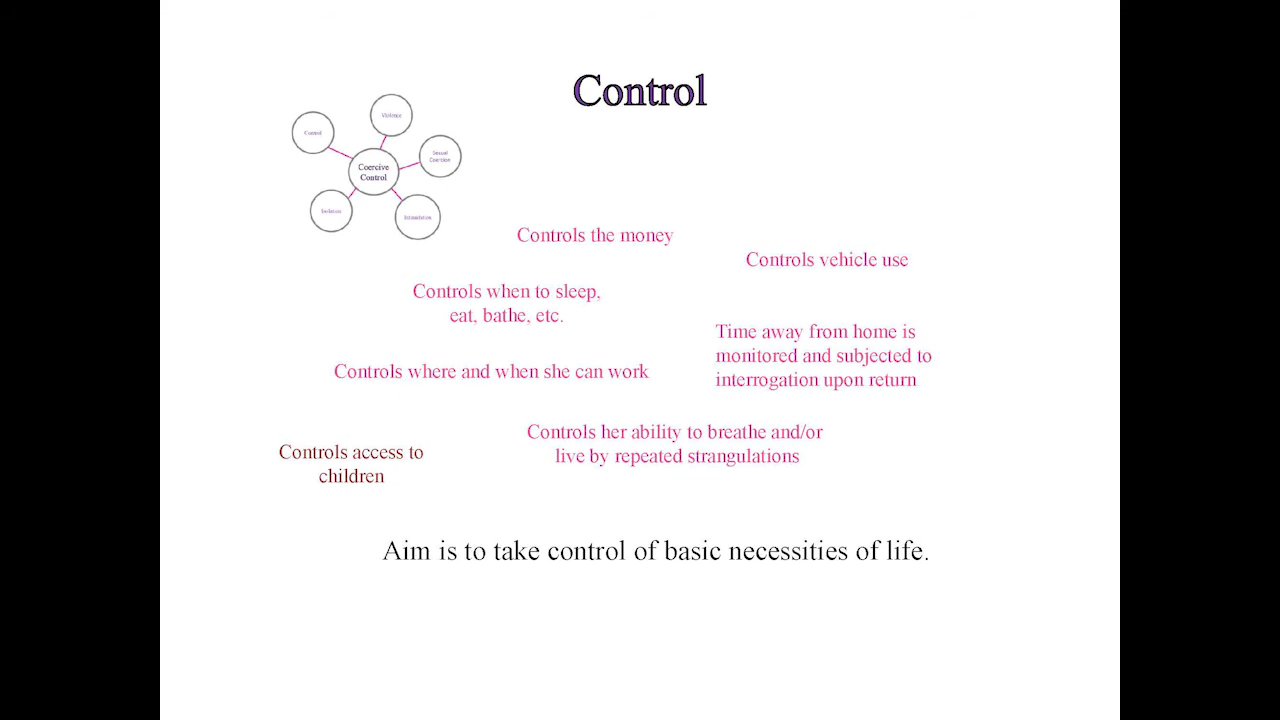 Control
Violence
Control
Sexual
Coercion
Coercive
Control
Isolation
Intimidation
Controls the money
Controls vehicle use
Controls when to sleep,
eat, bathe, etc.
Time away from home is
monitored and subjected to
interrogation upon return
Controls where and when she can work
Controls her ability to breathe and/or
live by repeated strangulations
Controls access to
children
Aim is to take control of basic necessities of life.